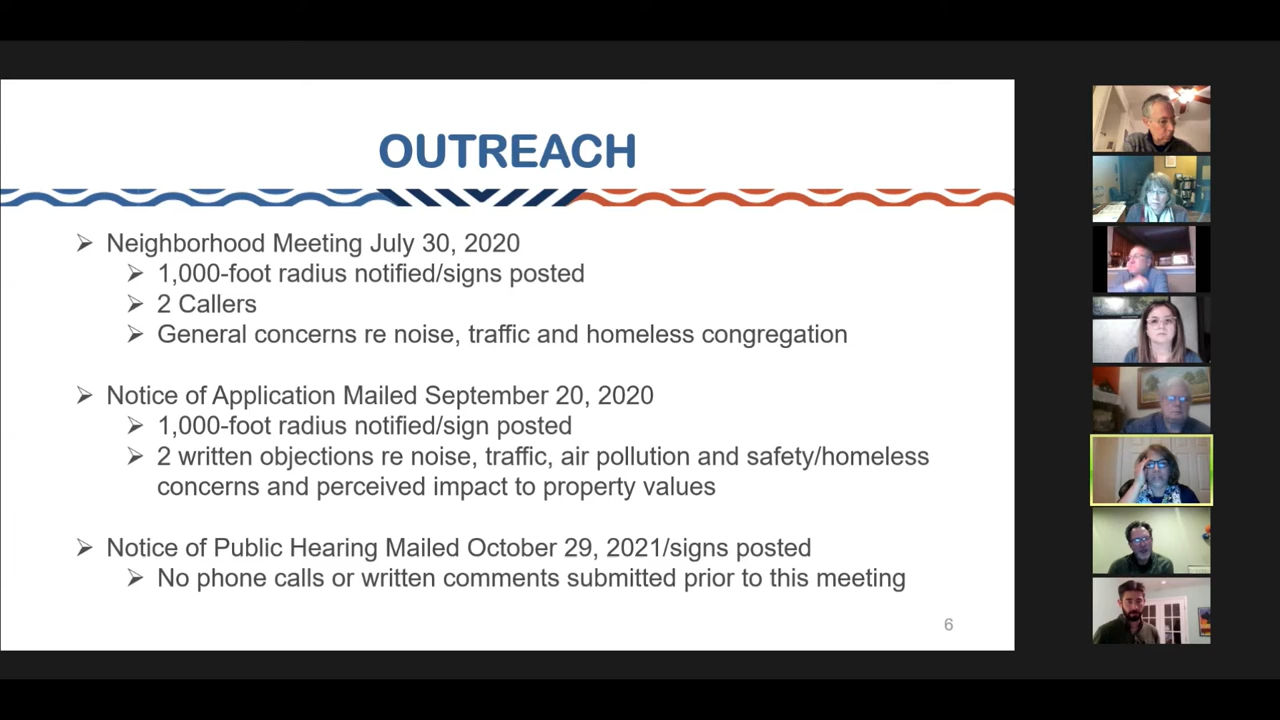 OUTREACH
Neighborhood Meeting July 30, 2020
1,000-foot radius notified/signs posted
2 Callers
General concerns re noise, traffic and homeless congregation
Notice of Application Mailed September 20, 2020
1,000-foot radius notified/sign posted
2 written objections re noise, traffic, air pollution and safety/homeless
concerns and perceived impact to property values
Notice of Public Hearing Mailed October 29, 2021/signs posted
No phone calls or written comments submitted prior to this meeting
6